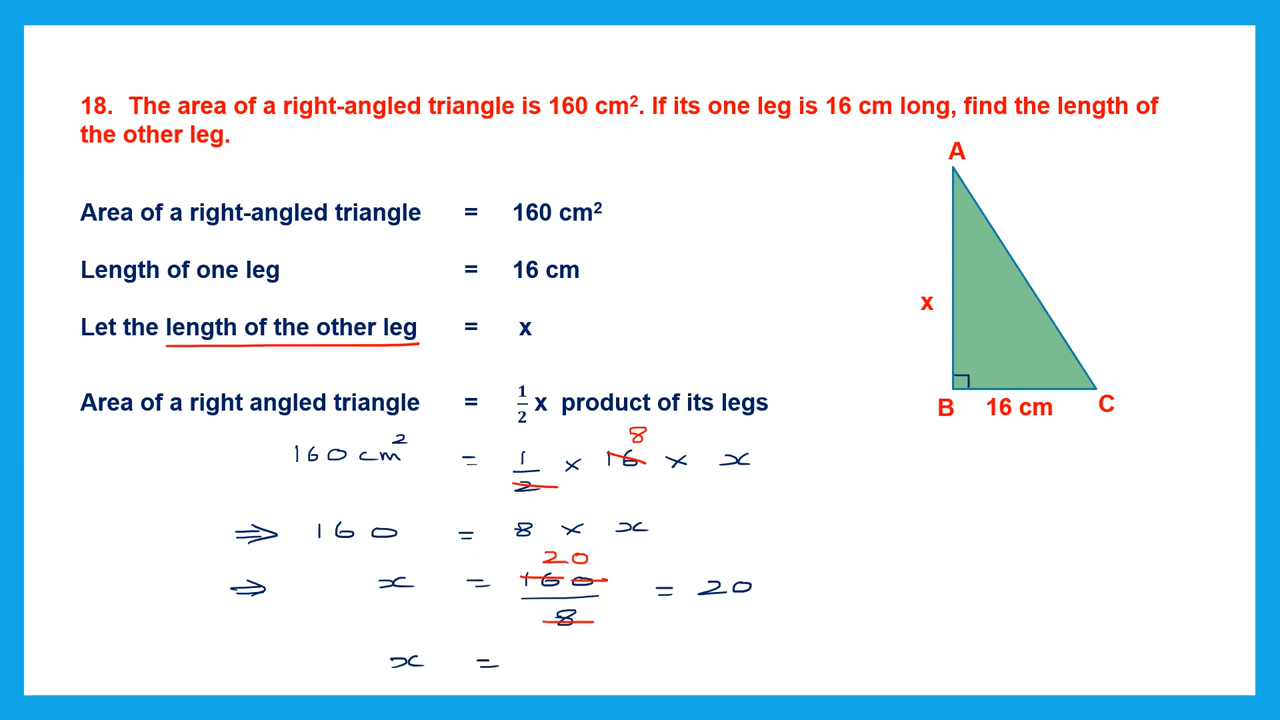 18. The area of a right-angled triangle is 160 cm². If its one leg is 16 cm long, find the length of
the other leg.
A
Area of a right-angled triangle = 160 cm²
Length of one leg = 16 cm
x
Let the length of the other leg = x
Area of a right angled triangle = 1/2 x product of its legs
B 16 cm C
8
160 cm² = 1/2 × 16 × x
⇒ 160 = 8 × x
20
⇒ x = 160/8 = 20
x =